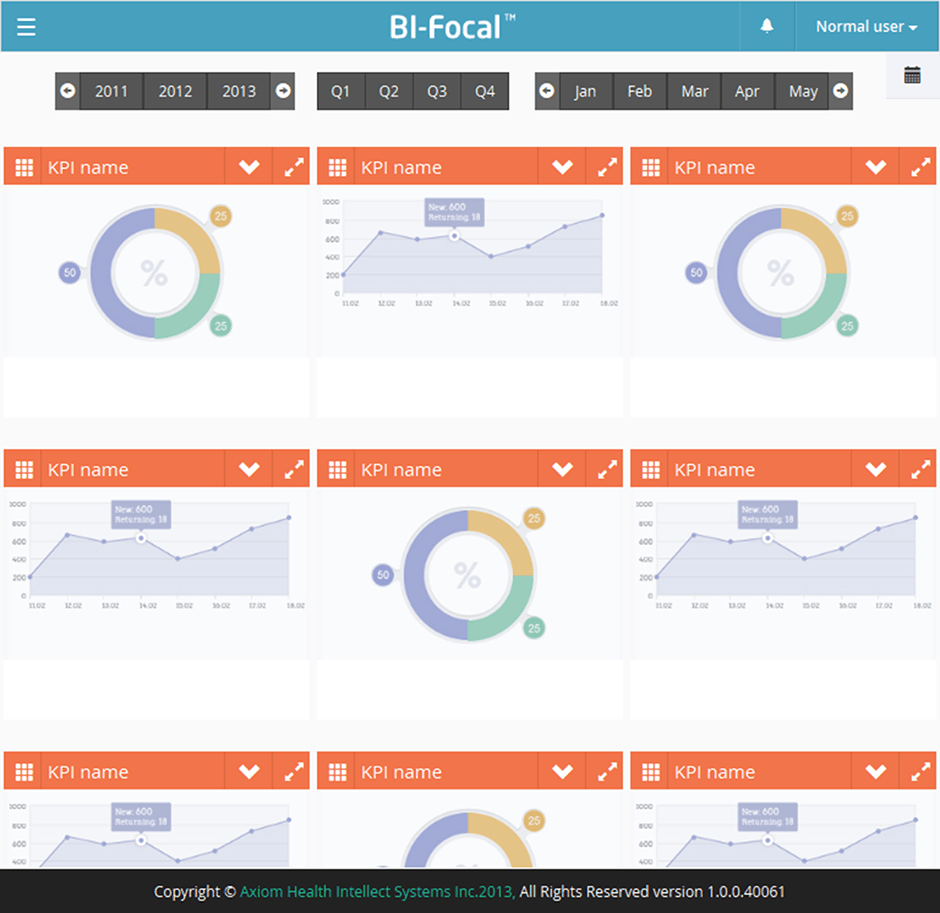 BI-Focal™
Normal user
2011 2012 2013 Q1 Q2 Q3 Q4 Jan Feb Mar Apr May
KPI name KPI name KPI name
25
50
%
25
1000
800
600
400
200
0
New: 600
Returning: 18
11.02 12.02 13.02 14.02 15.02 16.02 17.02 18.02
25
50
%
25
KPI name KPI name KPI name
1000
800
600
400
200
0
New: 600
Returning: 18
11.02 12.02 13.02 14.02 15.02 16.02 17.02 18.02
25
50
%
25
1000
800
600
400
200
0
New: 600
Returning: 18
11.02 12.02 13.02 14.02 15.02 16.02 17.02 18.02
KPI name KPI name KPI name
1000
800
600
400
New: 600
Returning: 18
25
1000
800
600
400
New: 600
Returning: 18
Copyright © Axiom Health Intellect Systems Inc.2013, All Rights Reserved version 1.0.0.40061